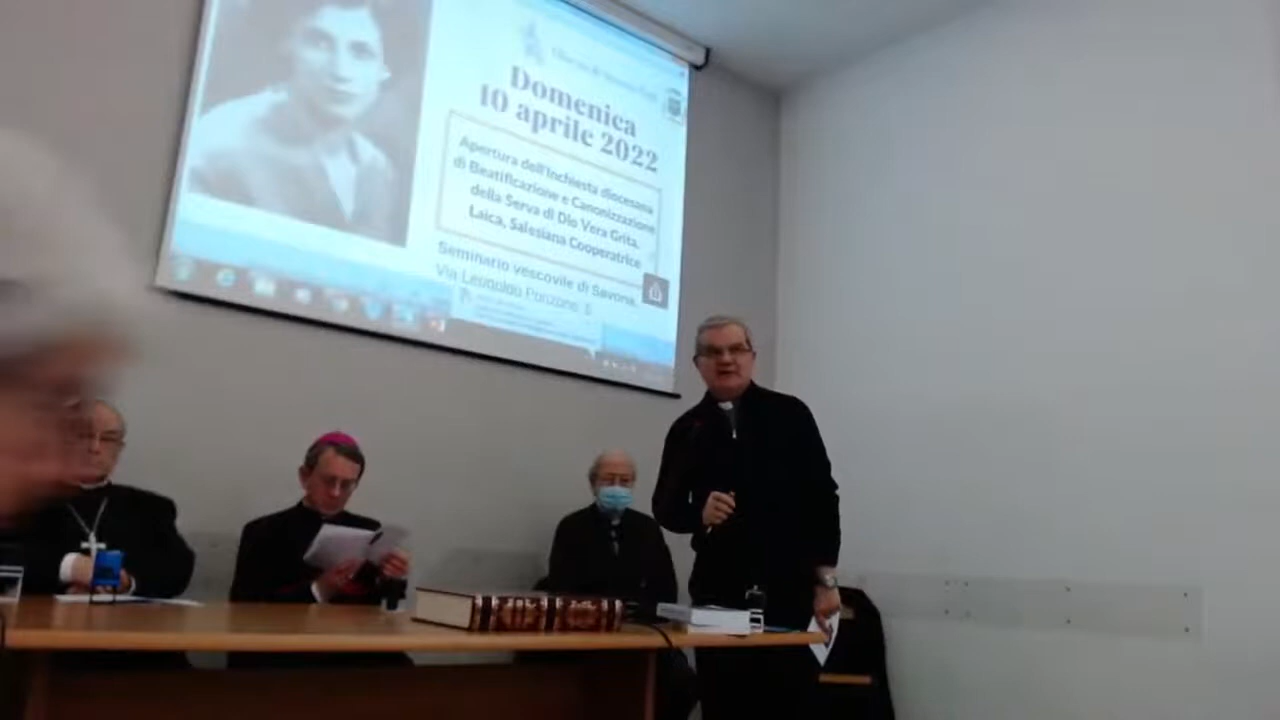 Domenica
10 aprile 2022
Apertura dell'Inchiesta diocesana
di Beatificazione e Canonizzazione
della Serva di Dio Vera Grita,
Laica, Salesiana Cooperatrice
Seminario vescovile di Savona,
Via Leopoldo Ponzone, 5